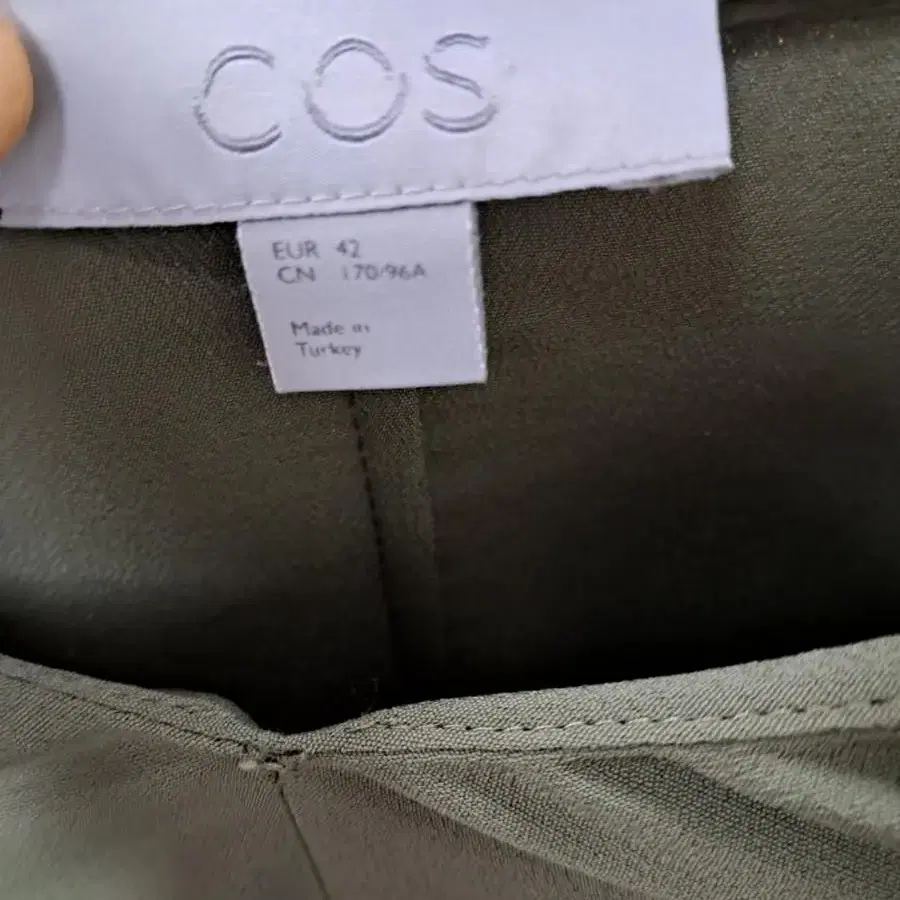 COS
EUR 42
CN 170/96A
Made in
Turkey